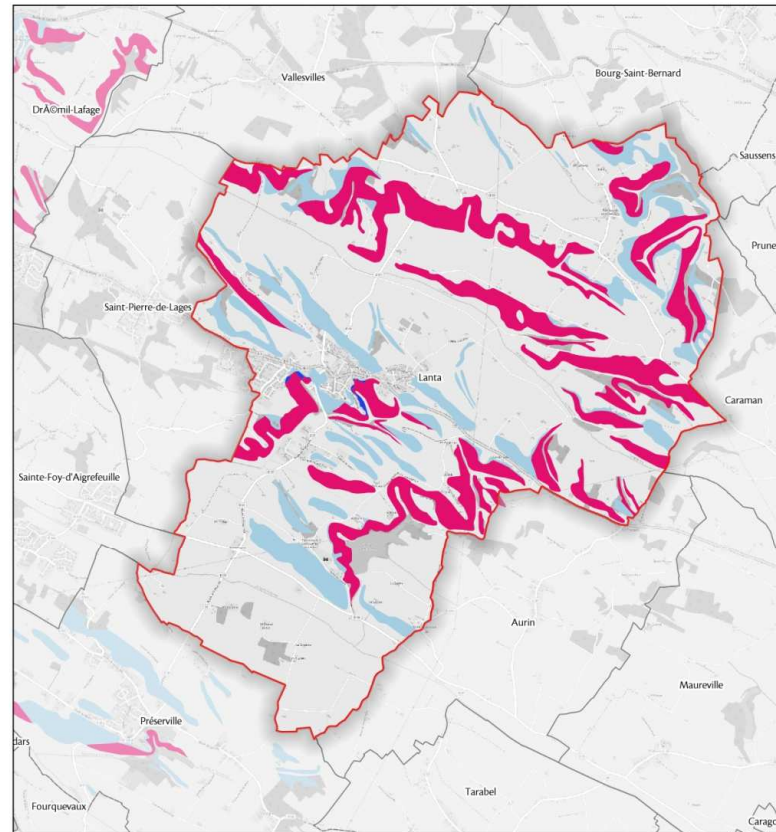 Vallesvilles
Bourg-Saint-Bernard
DrÃ©mil-Lafage
Saussens
Prune
Saint-Pierre-de-Lages
Lanta
Caraman
Sainte-Foy-d'Aigrefeuille
Aurin
Maureville
Préserville
dars
Tarabel
Fourquevaux
Carago